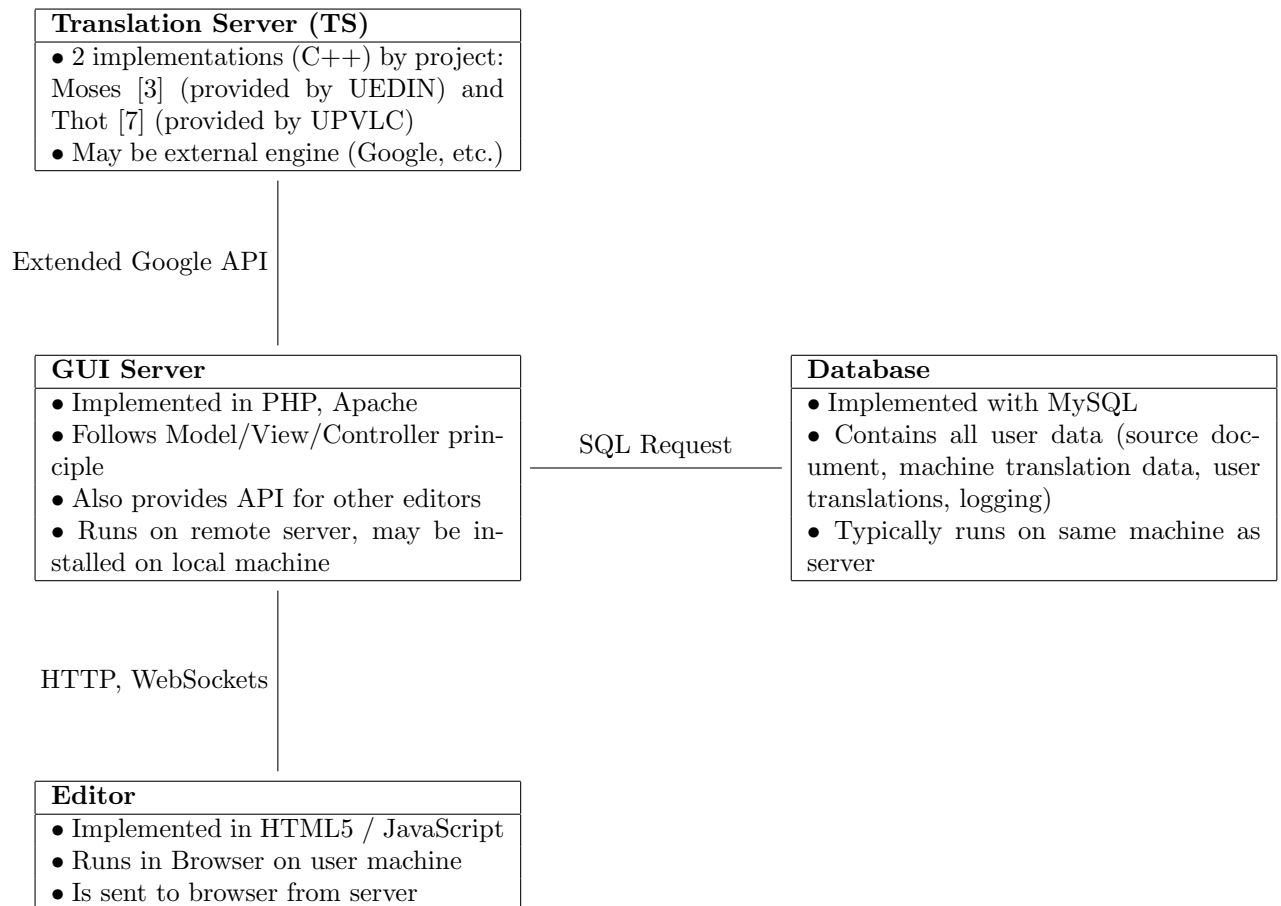 Translation Server (TS)
• 2 implementations (C++) by project:
Moses [3] (provided by UEDIN) and
Thot [7] (provided by UPVLC)
• May be external engine (Google, etc.)
Extended Google API
GUI Server
• Implemented in PHP, Apache
• Follows Model/View/Controller prin-
ciple
• Also provides API for other editors
• Runs on remote server, may be in-
stalled on local machine
SQL Request
Database
• Implemented with MySQL
• Contains all user data (source doc-
ument, machine translation data, user
translations, logging)
• Typically runs on same machine as
server
HTTP, WebSockets
Editor
• Implemented in HTML5 / JavaScript
• Runs in Browser on user machine
• Is sent to browser from server